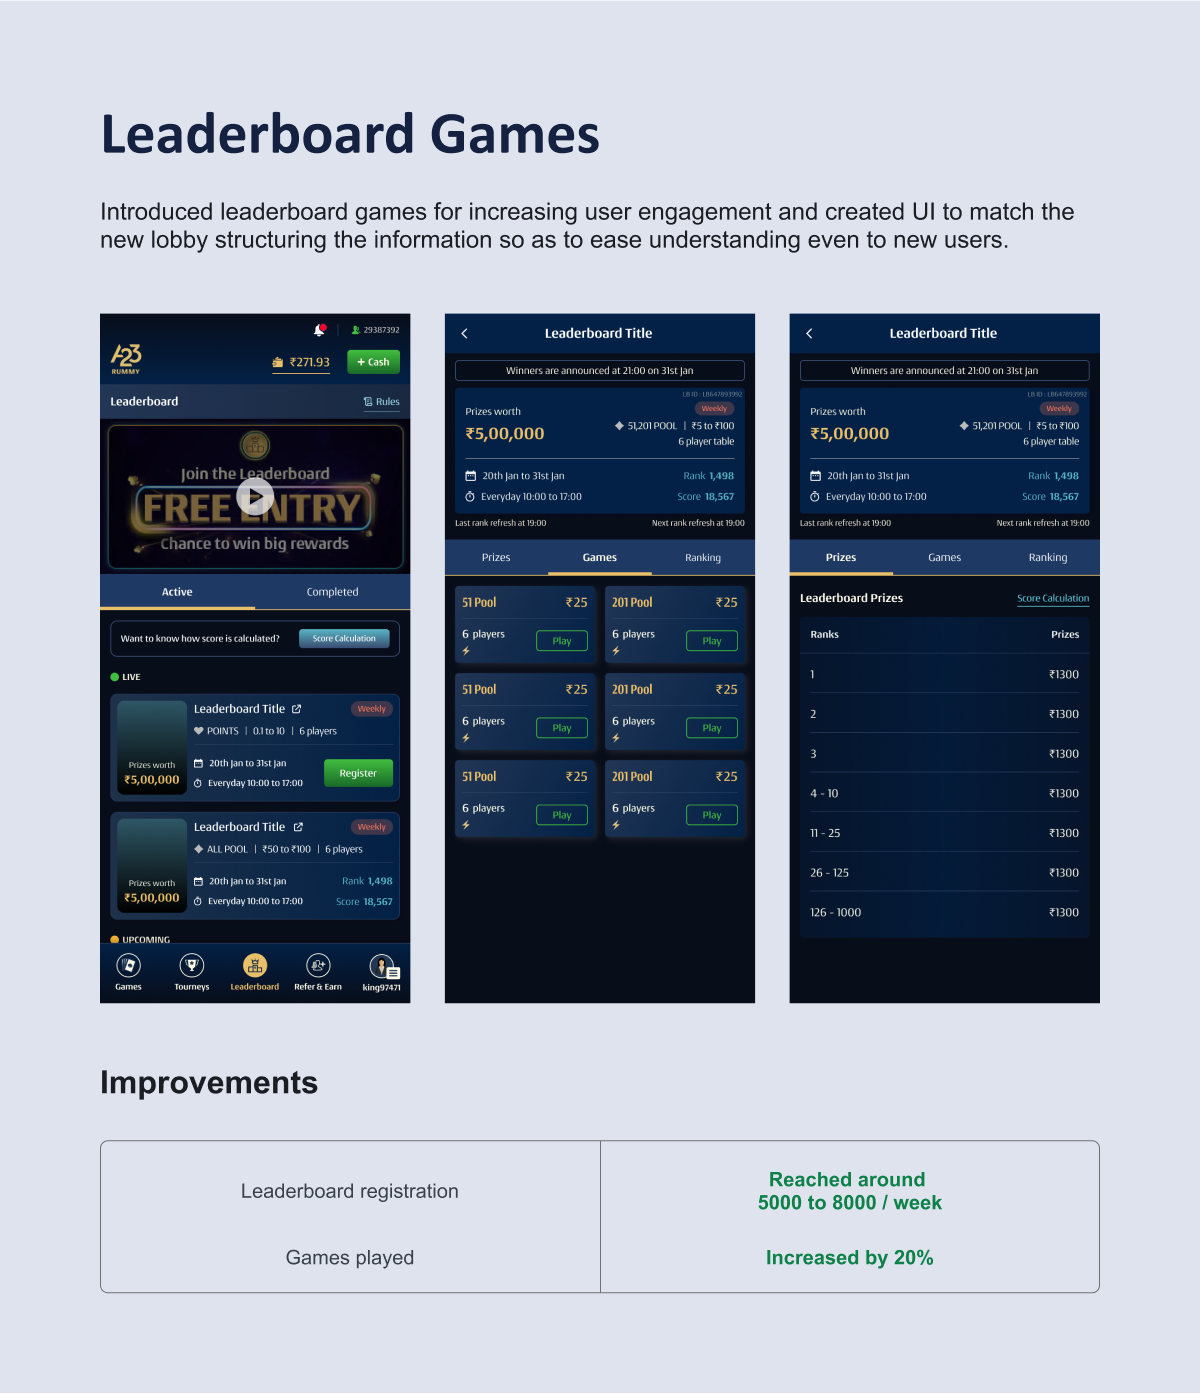 Leaderboard Games
Introduced leaderboard games for increasing user engagement and created UI to match the
new lobby structuring the information so as to ease understanding even to new users.
29387392
A23
RUMMY
₹271.93
+ Cash
Leaderboard
Rules
Join the Leaderboard
FREE ENTRY
Chance to win big rewards
Active
Completed
Want to know how score is calculated?
Score Calculation
LIVE
Leaderboard Title
Weekly
POINTS | 0.1 to 10 | 6 players
Prizes worth
₹5,00,000
20th Jan to 31st Jan
Everyday 10:00 to 17:00
Register
Leaderboard Title
Weekly
ALL POOL | ₹50 to ₹100 | 6 players
Prizes worth
₹5,00,000
20th Jan to 31st Jan
Rank 1,498
Everyday 10:00 to 17:00
Score 18,567
UPCOMING
Games
Tourneys
Leaderboard
Refer & Earn
king97471
Leaderboard Title
Winners are announced at 21:00 on 31st Jan
LB ID : LB647893992
Weekly
Prizes worth
₹5,00,000
51,201 POOL | ₹5 to ₹100
6 player table
20th Jan to 31st Jan
Rank 1,498
Everyday 10:00 to 17:00
Score 18,567
Last rank refresh at 19:00
Next rank refresh at 19:00
Prizes
Games
Ranking
51 Pool ₹25
6 players
Play
201 Pool ₹25
6 players
Play
51 Pool ₹25
6 players
Play
201 Pool ₹25
6 players
Play
51 Pool ₹25
6 players
Play
201 Pool ₹25
6 players
Play
Leaderboard Title
Winners are announced at 21:00 on 31st Jan
LB ID : LB647893992
Weekly
Prizes worth
₹5,00,000
51,201 POOL | ₹5 to ₹100
6 player table
20th Jan to 31st Jan
Rank 1,498
Everyday 10:00 to 17:00
Score 18,567
Last rank refresh at 19:00
Next rank refresh at 19:00
Prizes
Games
Ranking
Leaderboard Prizes
Score Calculation
Ranks Prizes
1 ₹1300
2 ₹1300
3 ₹1300
4 - 10 ₹1300
11 - 25 ₹1300
26 - 125 ₹1300
126 - 1000 ₹1300
Improvements
Leaderboard registration
Reached around
5000 to 8000 / week
Games played
Increased by 20%